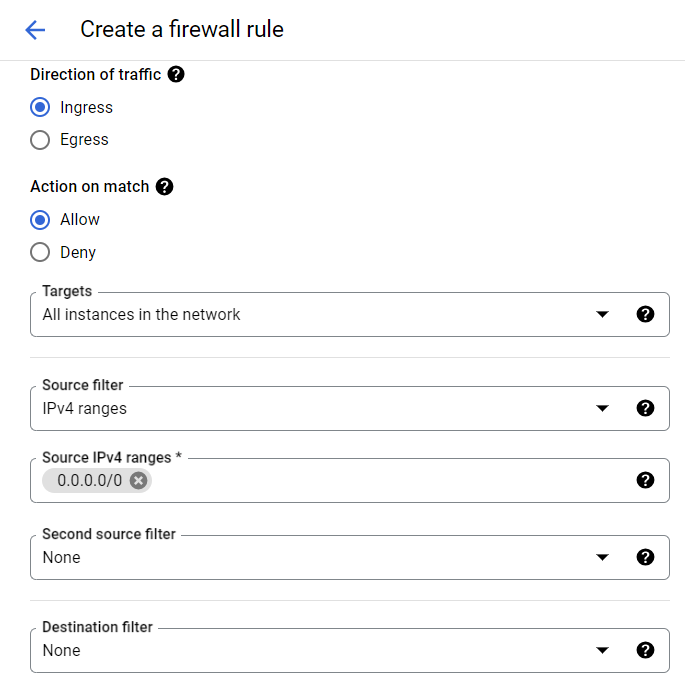 Create a firewall rule
Direction of traffic
Ingress
Egress
Action on match
Allow
Deny
Targets
All instances in the network
Source filter
IPv4 ranges
Source IPv4 ranges *
0.0.0.0/0
Second source filter
None
Destination filter
None